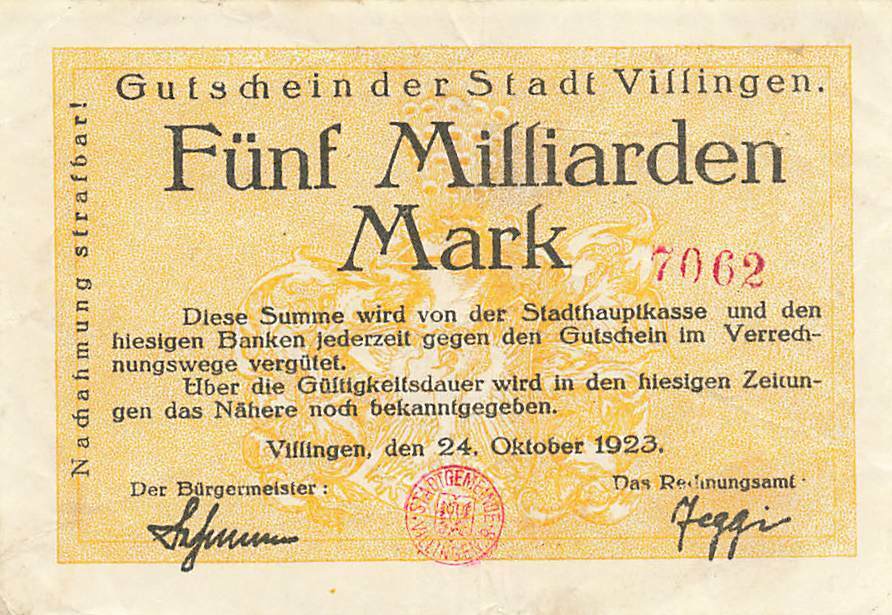 Gutschein der Stadt Villingen.
Fünf Milliarden
Mark
7062
Nachahmung strafbar!
Diese Summe wird von der Stadthauptkasse und den
hiesigen Banken jederzeit gegen den Gutschein im Verrech-
nungswege vergütet.
Über die Gültigkeitsdauer wird in den hiesigen Zeitun-
gen das Nähere noch bekanntgegeben.
Villingen, den 24. Oktober 1923.
Der Bürgermeister:
Das Rechnungsamt
STADTGEMEINDE
VILLINGEN